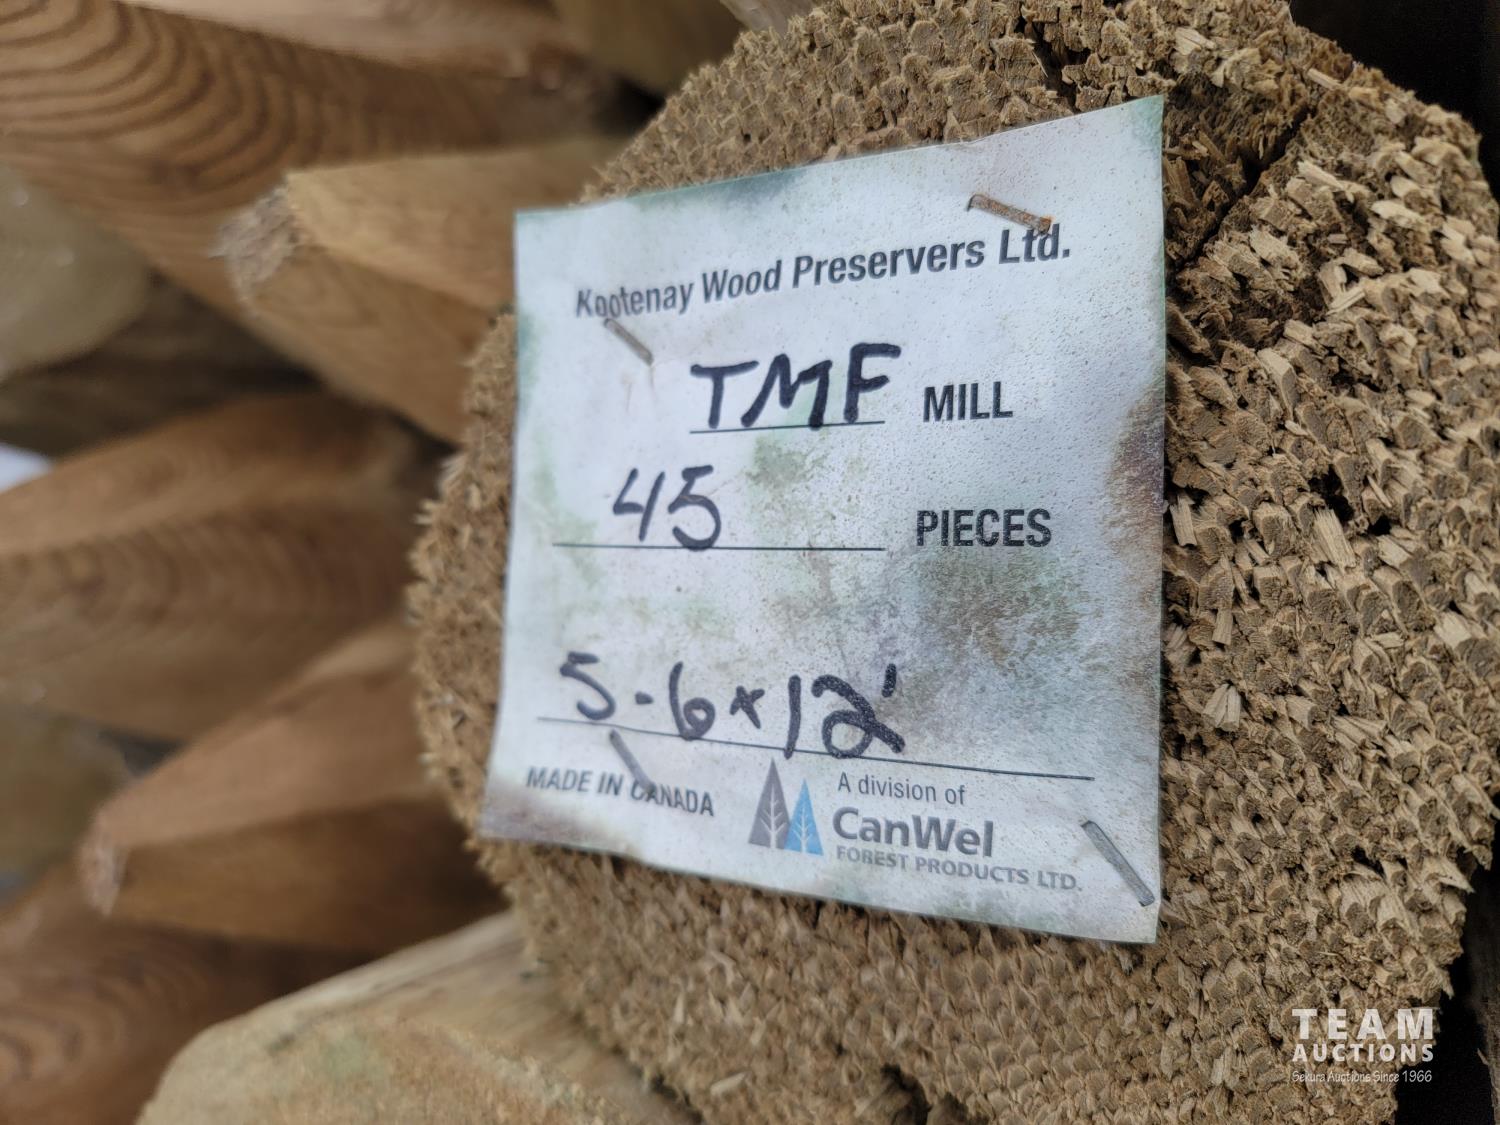 Kootenay Wood Preservers Ltd.
TMF MILL
45 PIECES
5-6x12'
MADE IN CANADA
A division of
CanWel
FOREST PRODUCTS LTD.
TEAM
AUCTIONS
Sekura Auctions Since 1966